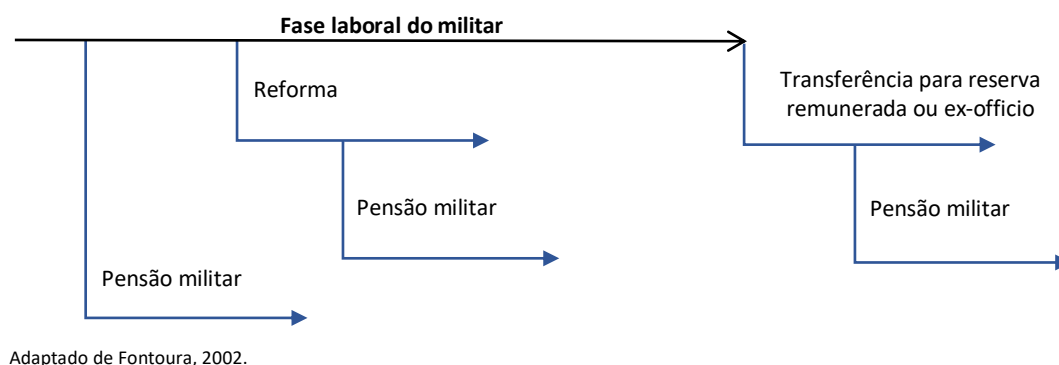 Fase laboral do militar
Reforma
Transferência para reserva
remunerada ou ex-officio
Pensão militar
Pensão militar
Pensão militar
Adaptado de Fontoura, 2002.